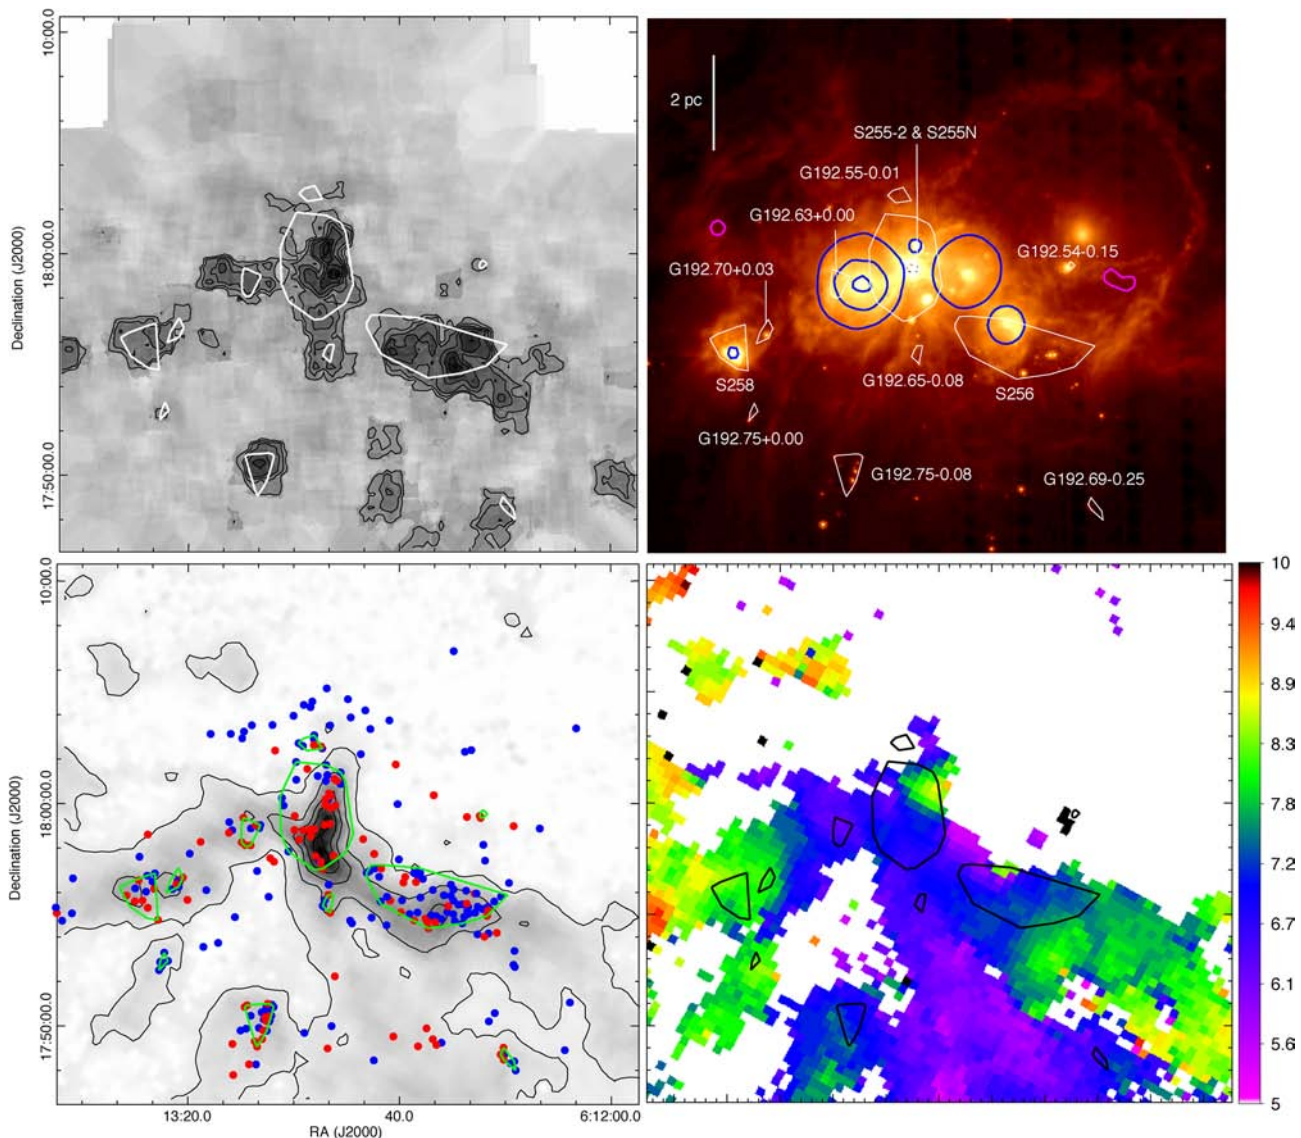 10:00.0
18:00:00.0
17:50:00.0
Declination (J2000)
2 pc
S255-2 & S255N
G192.55-0.01
G192.63+0.00
G192.54-0.15
G192.70+0.03
S258
G192.65-0.08
S256
G192.75+0.00
G192.75-0.08
G192.69-0.25
10:00.0
18:00:00.0
17:50:00.0
Declination (J2000)
13:20.0
40.0
6:12:00.0
RA (J2000)
10
9.4
8.9
8.3
7.8
7.2
6.7
6.1
5.6
5